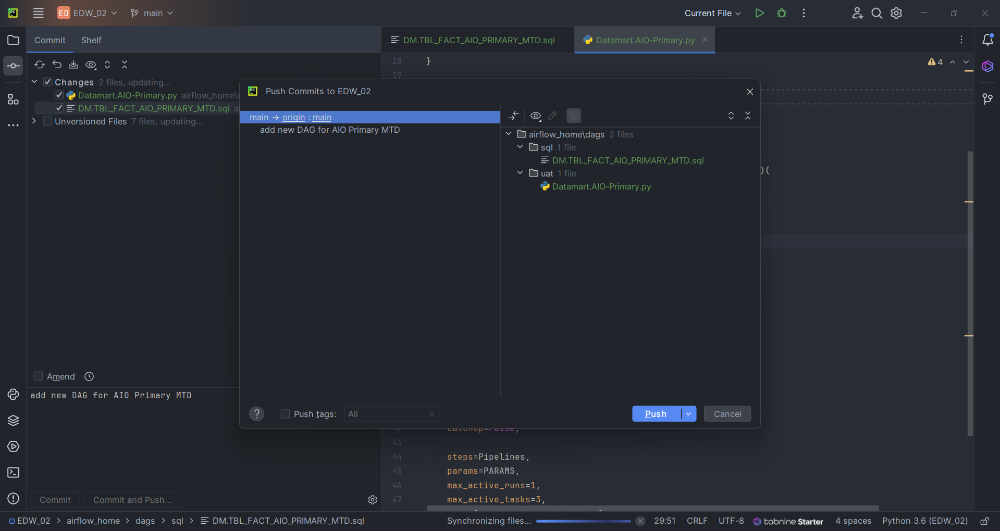 ED EDW_02 main Current File
Commit Shelf
DM.TBL_FACT_AIO_PRIMARY_MTD.sql Datamart.AIO-Primary.py
18 }
4
19
Changes 2 files, updating...
Datamart.AIO-Primary.py airflow_home\
DM.TBL_FACT_AIO_PRIMARY_MTD.sql
Unversioned Files 7 files, updating...
PC Push Commits to EDW_02
main → origin : main
add new DAG for AIO Primary MTD
airflow_home\dags 2 files
sql 1 file
DM.TBL_FACT_AIO_PRIMARY_MTD.sql
uat 1 file
Datamart.AIO-Primary.py
)(
Amend
add new DAG for AIO Primary MTD
? Push tags: All
Push Cancel
43
44 steps=Pipelines,
45 params=PARAMS,
46 max_active_runs=1,
47 max_active_tasks=3,
Commit Commit and Push...
EDW_02 > airflow_home > dags > sql > DM.TBL_FACT_AIO_PRIMARY_MTD.sql
Synchronizing files... 29:51 CRLF UTF-8 tabnine Starter 4 spaces Python 3.6 (EDW_02)